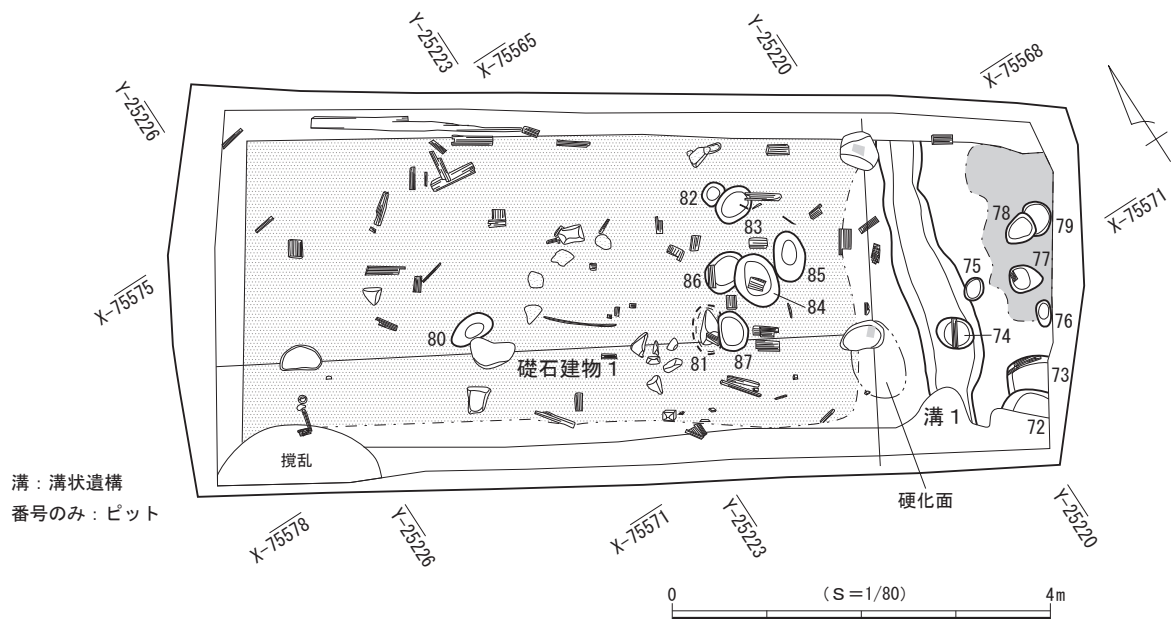 Y-25223
X-75565
Y-25220
X-75568
Y-25226
X-75571
X-75575
82
83
78
79
77
75
76
86
85
84
74
80
81
87
73
礎石建物1
溝1
72
撹乱
硬化面
溝：溝状遺構
番号のみ：ピット
X-75578
Y-25226
X-75571
Y-25223
Y-25220
0 （S＝1/80） 4m